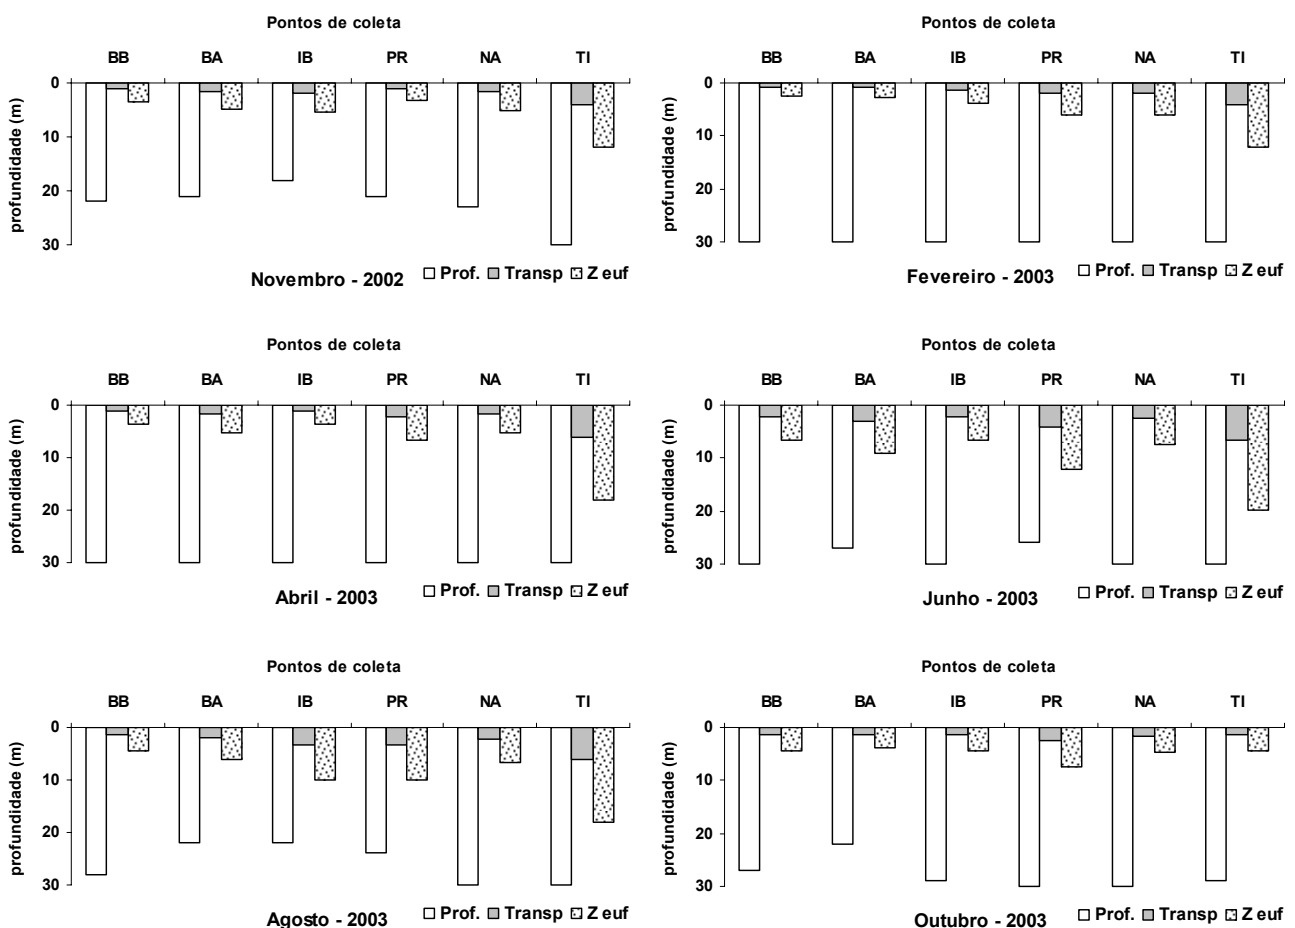 Pontos de coleta
BB BA IB PR NA TI
0
10
20
30
profundidade (m)
Novembro - 2002
Prof. Transp Z euf
Pontos de coleta
BB BA IB PR NA TI
0
10
20
30
profundidade (m)
Fevereiro - 2003
Prof. Transp Z euf
Pontos de coleta
BB BA IB PR NA TI
0
10
20
30
profundidade (m)
Abril - 2003
Prof. Transp Z euf
Pontos de coleta
BB BA IB PR NA TI
0
10
20
30
profundidade (m)
Junho - 2003
Prof. Transp Z euf
Pontos de coleta
BB BA IB PR NA TI
0
10
20
30
profundidade (m)
Agosto - 2003
Prof. Transp Z euf
Pontos de coleta
BB BA IB PR NA TI
0
10
20
30
profundidade (m)
Outubro - 2003
Prof. Transp Z euf